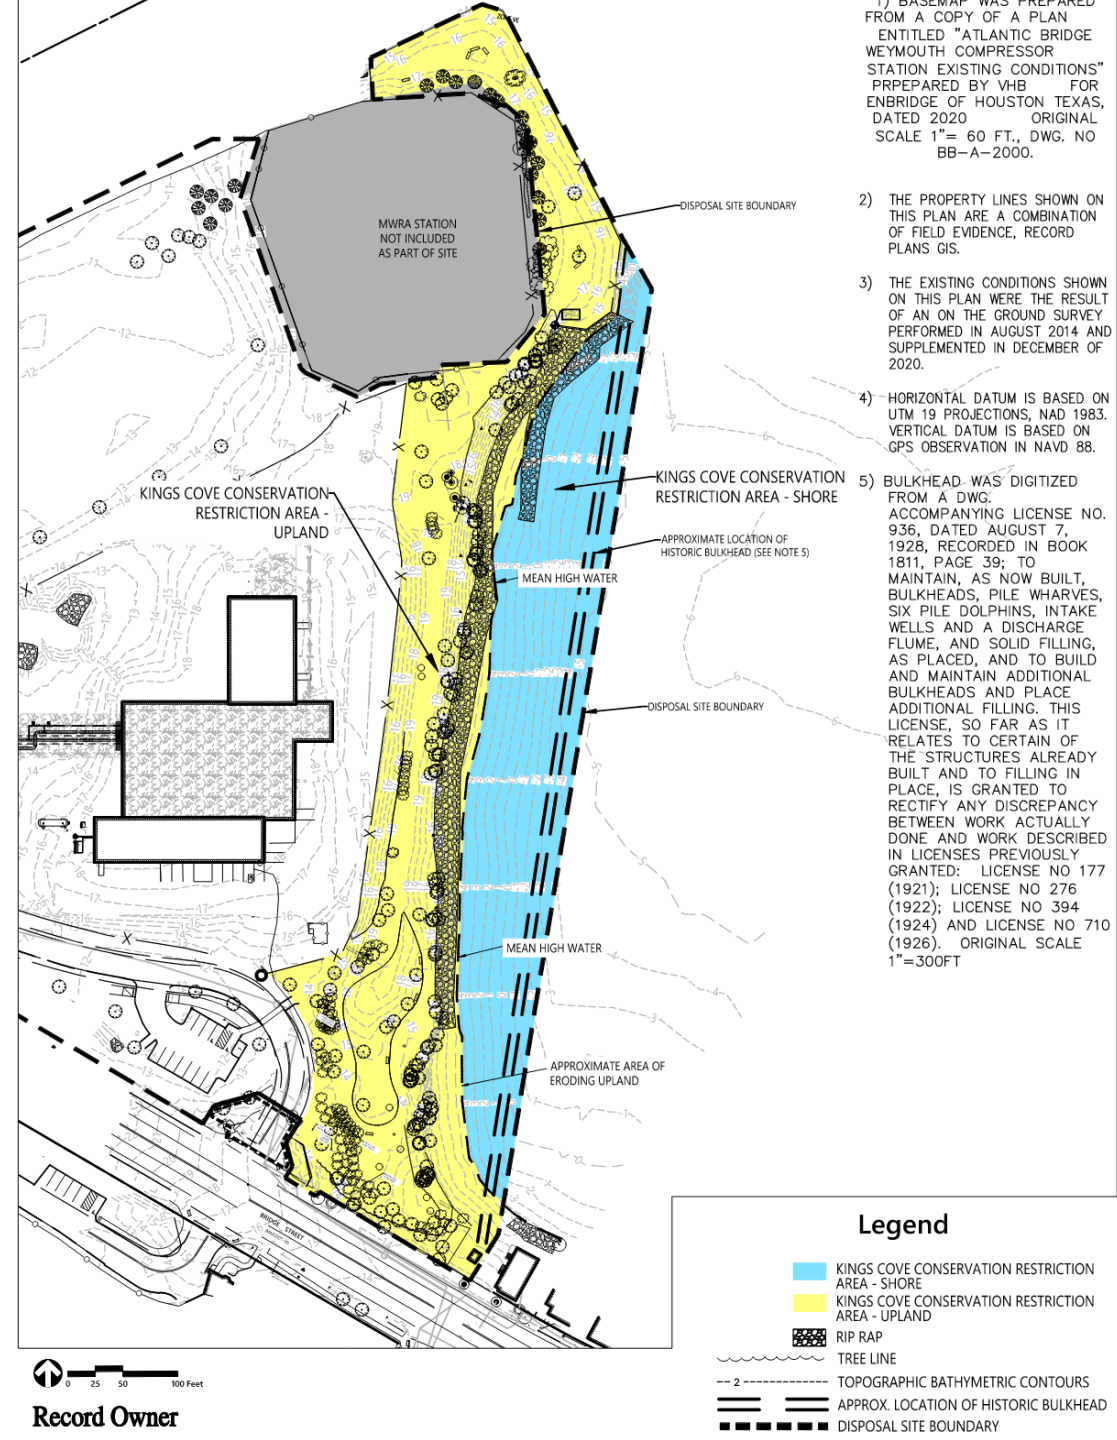 1) BASEMAP WAS PREPARED
FROM A COPY OF A PLAN
ENTITLED "ATLANTIC BRIDGE
WEYMOUTH COMPRESSOR
STATION EXISTING CONDITIONS"
PRPEPARED BY VHB FOR
ENBRIDGE OF HOUSTON TEXAS,
DATED 2020 ORIGINAL
SCALE 1"= 60 FT., DWG. NO
BB-A-2000.
2) THE PROPERTY LINES SHOWN ON
THIS PLAN ARE A COMBINATION
OF FIELD EVIDENCE, RECORD
PLANS GIS.
3) THE EXISTING CONDITIONS SHOWN
ON THIS PLAN WERE THE RESULT
OF AN ON THE GROUND SURVEY
PERFORMED IN AUGUST 2014 AND
SUPPLEMENTED IN DECEMBER OF
2020.
4) HORIZONTAL DATUM IS BASED ON
UTM 19 PROJECTIONS, NAD 1983.
VERTICAL DATUM IS BASED ON
GPS OBSERVATION IN NAVD 88.
5) BULKHEAD WAS DIGITIZED
FROM A DWG.
ACCOMPANYING LICENSE NO.
936, DATED AUGUST 7,
1928, RECORDED IN BOOK
1811, PAGE 39; TO
MAINTAIN, AS NOW BUILT,
BULKHEADS, PILE WHARVES,
SIX PILE DOLPHINS, INTAKE
WELLS AND A DISCHARGE
FLUME, AND SOLID FILLING,
AS PLACED, AND TO BUILD
AND MAINTAIN ADDITIONAL
BULKHEADS AND PLACE
ADDITIONAL FILLING. THIS
LICENSE, SO FAR AS IT
RELATES TO CERTAIN OF
THE STRUCTURES ALREADY
BUILT AND TO FILLING IN
PLACE, IS GRANTED TO
RECTIFY ANY DISCREPANCY
BETWEEN WORK ACTUALLY
DONE AND WORK DESCRIBED
IN LICENSES PREVIOUSLY
GRANTED: LICENSE NO 177
(1921); LICENSE NO 276
(1922); LICENSE NO 394
(1924) AND LICENSE NO 710
(1926). ORIGINAL SCALE
1"=300FT
MWRA STATION
NOT INCLUDED
AS PART OF SITE
DISPOSAL SITE BOUNDARY
KINGS COVE CONSERVATION
RESTRICTION AREA - SHORE
KINGS COVE CONSERVATION
RESTRICTION AREA -
UPLAND
APPROXIMATE LOCATION OF
HISTORIC BULKHEAD (SEE NOTE 5)
MEAN HIGH WATER
DISPOSAL SITE BOUNDARY
MEAN HIGH WATER
APPROXIMATE AREA OF
ERODING UPLAND
BRIDGE STREET
Legend
KINGS COVE CONSERVATION RESTRICTION
AREA - SHORE
KINGS COVE CONSERVATION RESTRICTION
AREA - UPLAND
RIP RAP
TREE LINE
2 TOPOGRAPHIC BATHYMETRIC CONTOURS
APPROX. LOCATION OF HISTORIC BULKHEAD
DISPOSAL SITE BOUNDARY
0 25 50 100 Feet
Record Owner